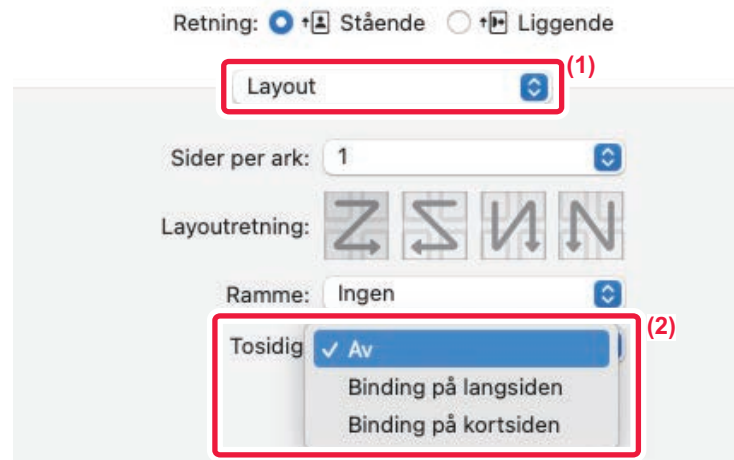 Retning: Stående Liggende
(1)
Layout
Sider per ark: 1
Layoutretning:
Ramme: Ingen
(2)
Tosidig ✓ Av
Binding på langsiden
Binding på kortsiden